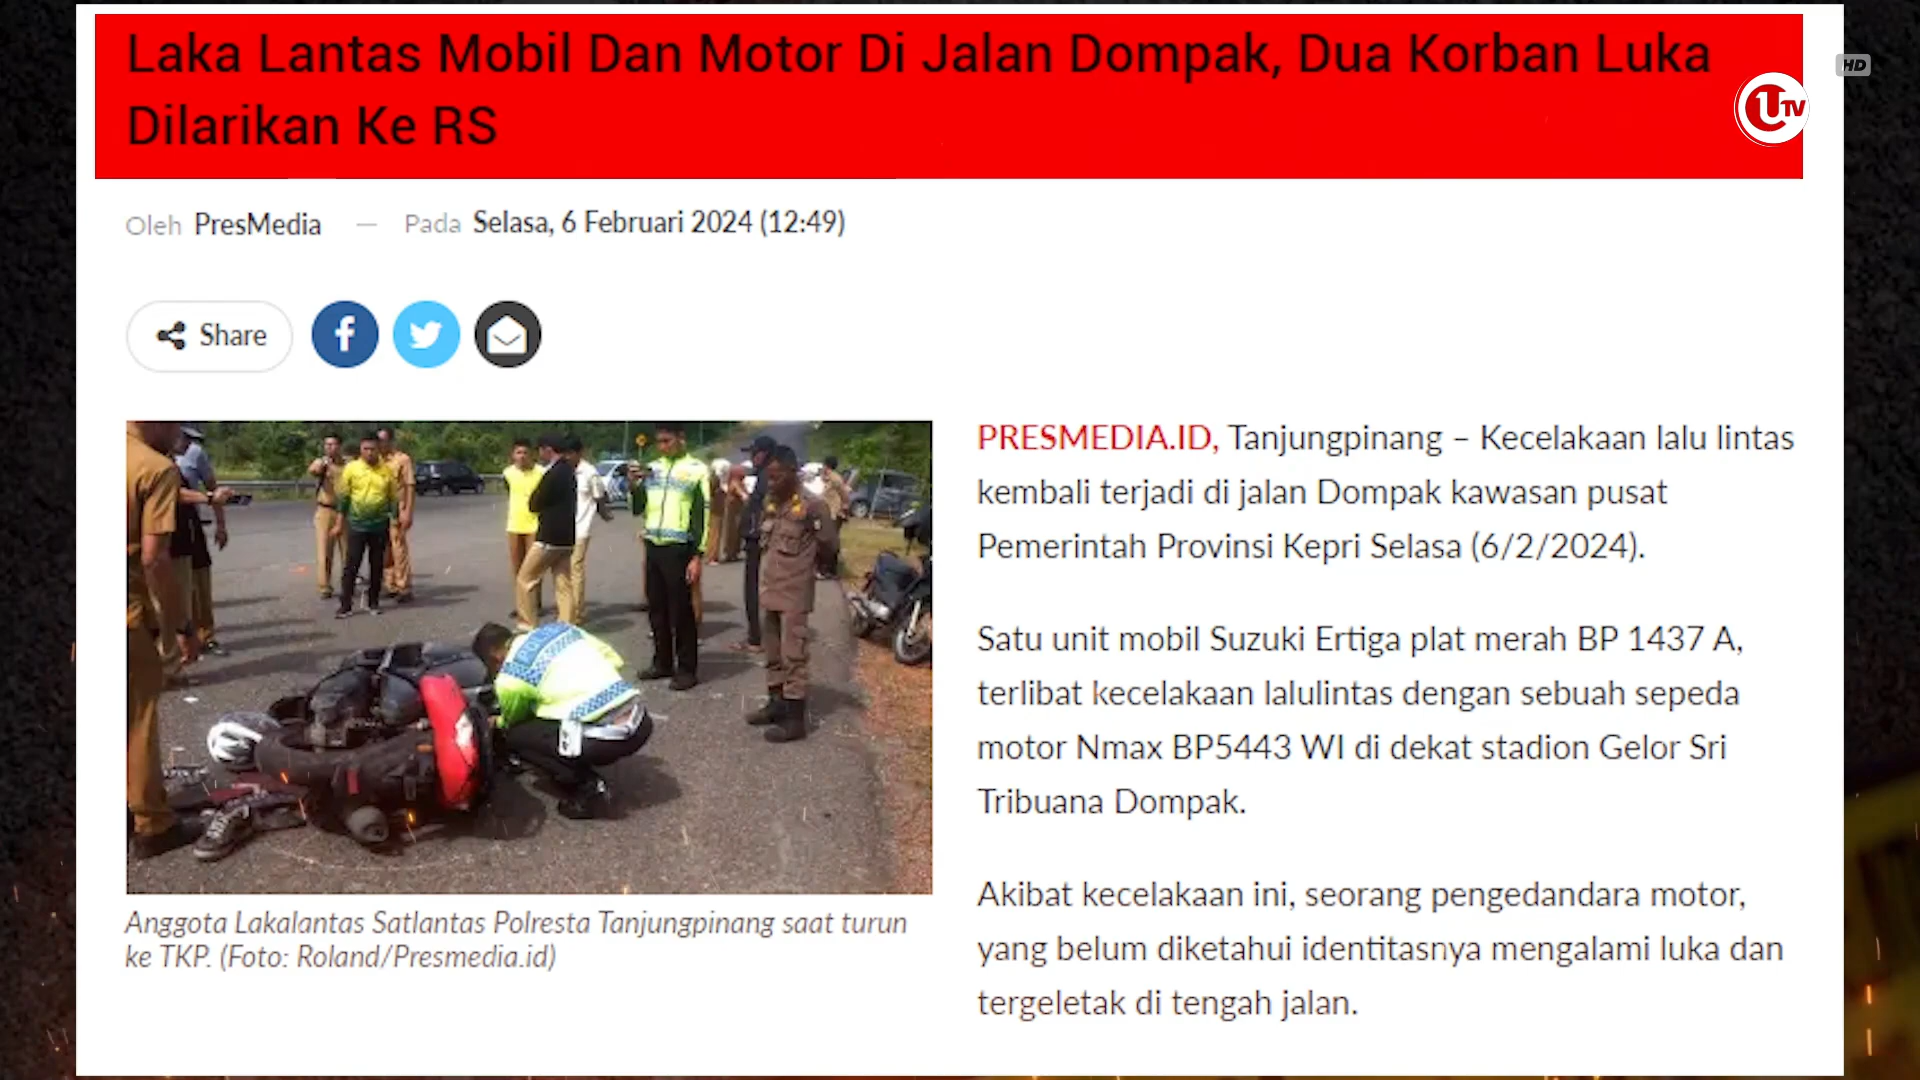 Laka Lantas Mobil Dan Motor Di Jalan Dompak, Dua Korban Luka
Dilarikan Ke RS
HD
UTV
Oleh PresMedia — Pada Selasa, 6 Februari 2024 (12:49)
Share
PRESMEDIA.ID, Tanjungpinang – Kecelakaan lalu lintas
kembali terjadi di jalan Dompak kawasan pusat
Pemerintah Provinsi Kepri Selasa (6/2/2024).
Satu unit mobil Suzuki Ertiga plat merah BP 1437 A,
terlibat kecelakaan lalulintas dengan sebuah sepeda
motor Nmax BP5443 WI di dekat stadion Gelor Sri
Tribuana Dompak.
Akibat kecelakaan ini, seorang pengedandara motor,
yang belum diketahui identitasnya mengalami luka dan
tergeletak di tengah jalan.
POLISI
Anggota Lakalantas Satlantas Polresta Tanjungpinang saat turun
ke TKP. (Foto: Roland/Presmedia.id)